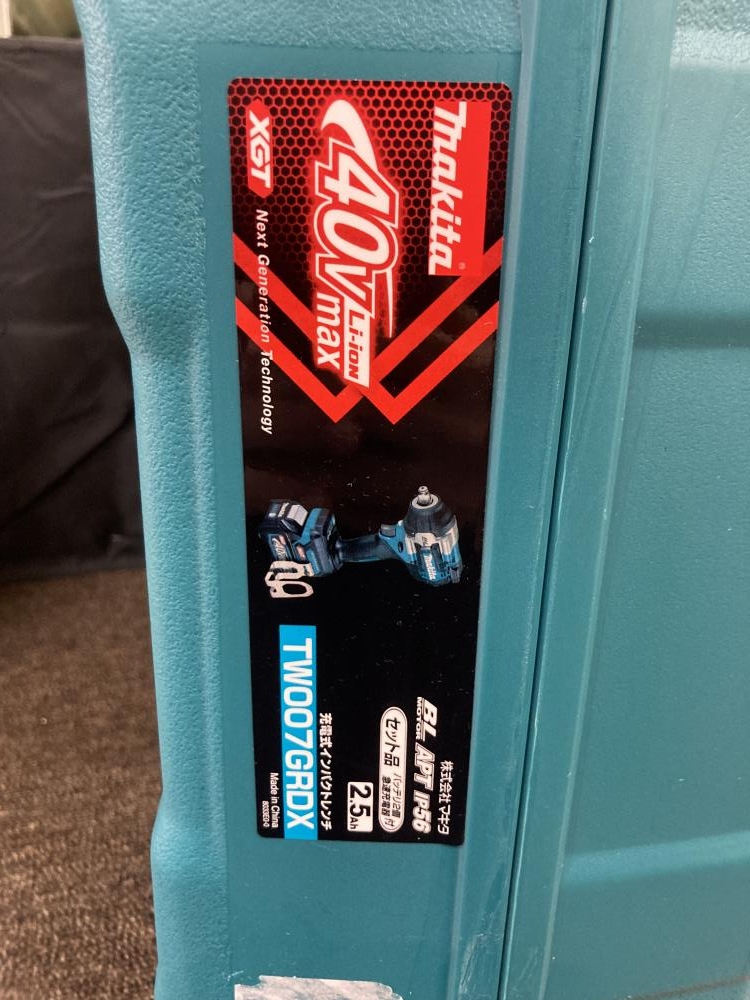 makita
40Vmax
Li-ion
XGT Next Generation Technology
Makita
株式会社マキタ
BL MOTOR APT IP56
セット品 バッテリ2個 急速充電器 付
2.5Ah
充電式インパクトレンチ
TW007GRDX
Made in China